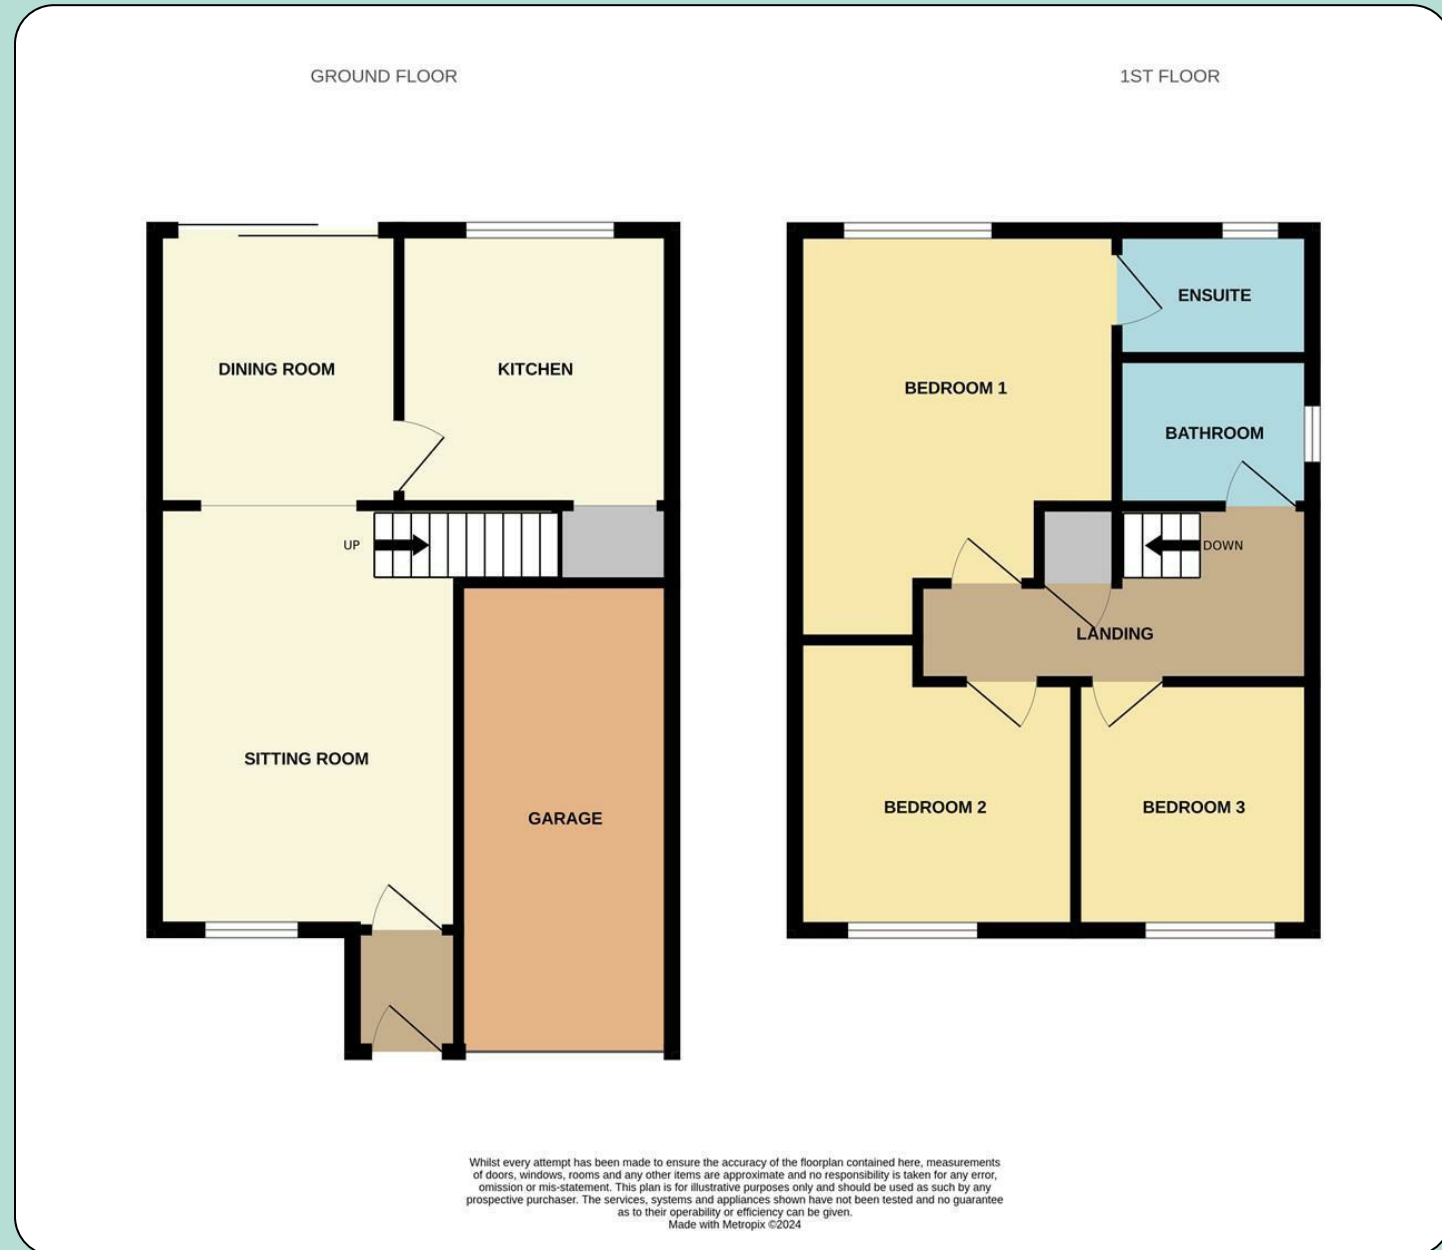 GROUND FLOOR
1ST FLOOR
DINING ROOM
KITCHEN
UP
SITTING ROOM
GARAGE
ENSUITE
BEDROOM 1
BATHROOM
DOWN
LANDING
BEDROOM 2
BEDROOM 3
Whilst every attempt has been made to ensure the accuracy of the floorplan contained here, measurements
of doors, windows, rooms and any other items are approximate and no responsibility is taken for any error,
omission or mis-statement. This plan is for illustrative purposes only and should be used as such by any
prospective purchaser. The services, systems and appliances shown have not been tested and no guarantee
as to their operability or efficiency can be given.
Made with Metropix ©2024